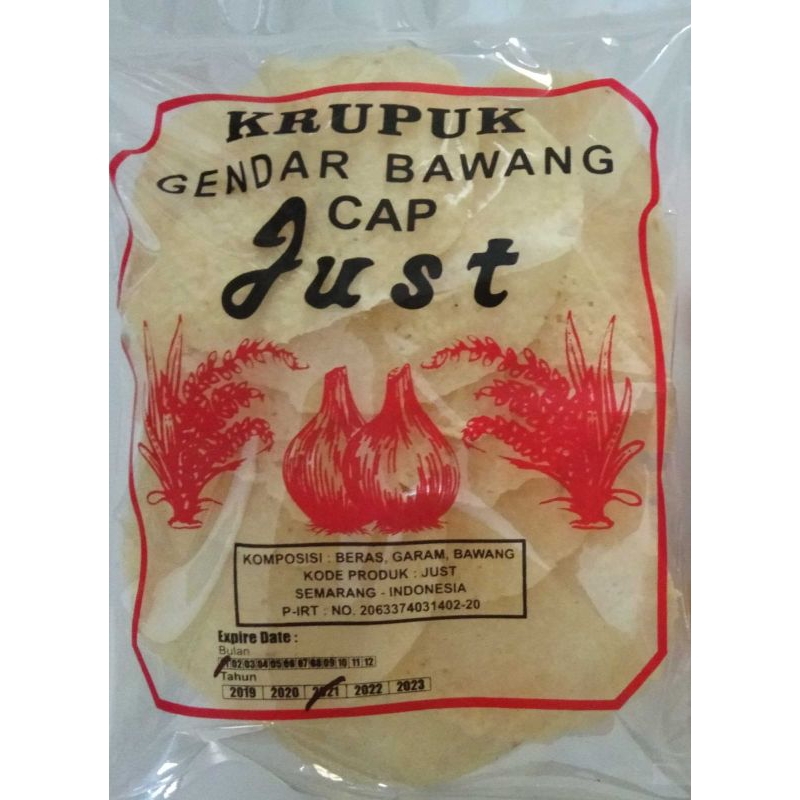 KRUPUK
GENDAR BAWANG
CAP
Just
KOMPOSISI : BERAS, GARAM, BAWANG
KODE PRODUK : JUST
SEMARANG - INDONESIA
P-IRT : NO. 2063374031402-20
Expire Date :
Bulan
01 02 03 04 05 06 07 08 09 10 11 12
Tahun
2019 2020 2021 2022 2023